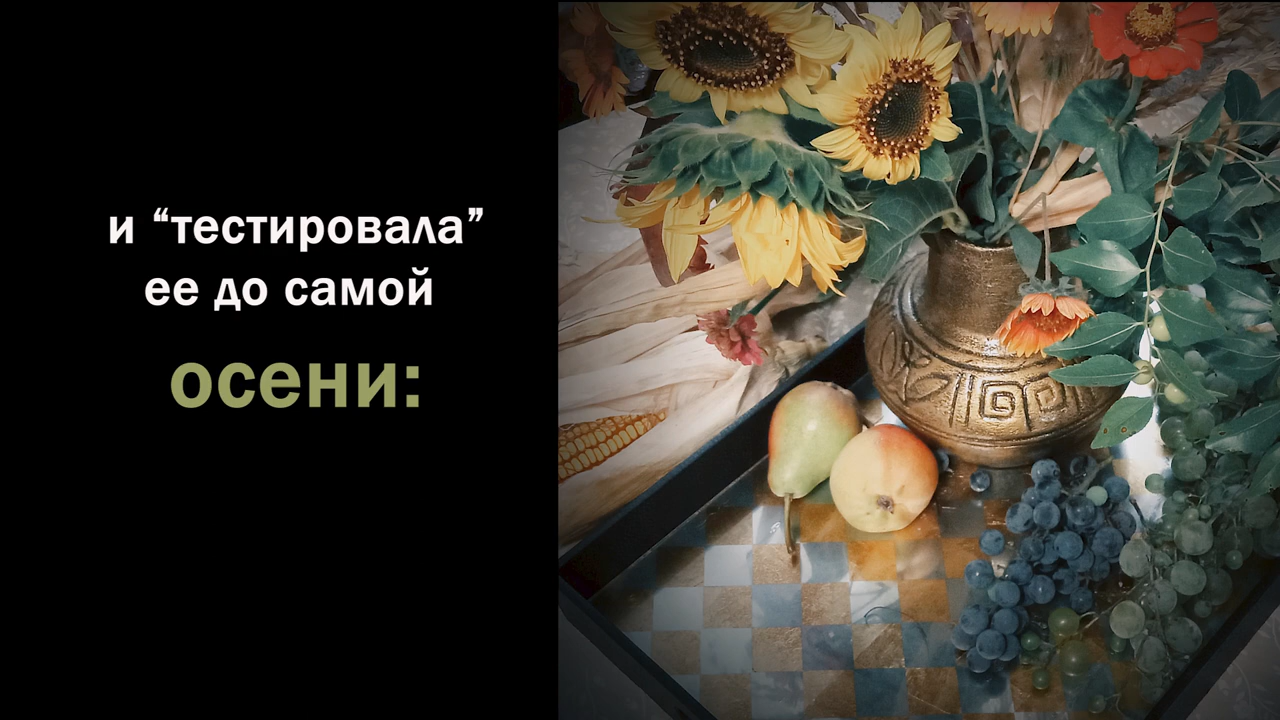 и “тестировала”
ее до самой
осени: